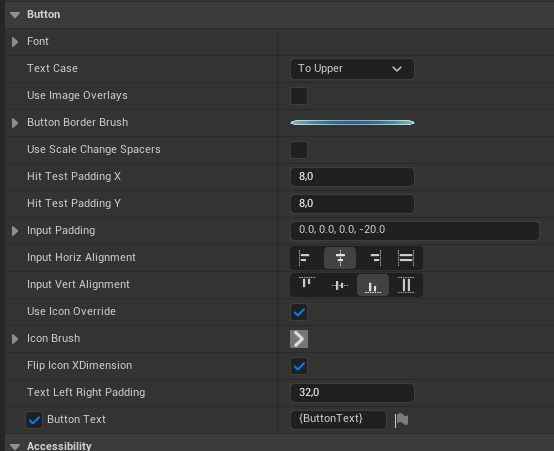 Button
Font
Text Case To Upper
Use Image Overlays
Button Border Brush
Use Scale Change Spacers
Hit Test Padding X 8,0
Hit Test Padding Y 8,0
Input Padding 0.0, 0.0, 0.0, -20.0
Input Horiz Alignment
Input Vert Alignment
Use Icon Override
Icon Brush
Flip Icon XDimension
Text Left Right Padding 32,0
Button Text {ButtonText}
Accessibility